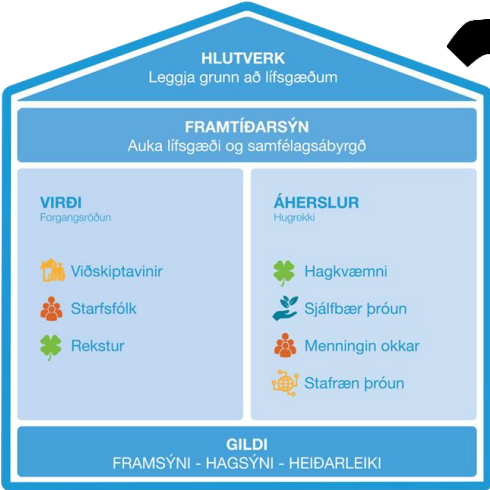 HLUTVERK
Leggja grunn að lífsgæðum
FRAMTÍÐARSÝN
Auka lífsgæði og samfélagsábyrgð
VIRÐI
Forgangsröðun
Viðskiptavinir
Starfsfólk
Rekstur
ÁHERSLUR
Hugrekki
Hagkvæmni
Sjálfbær þróun
Menningin okkar
Stafræn þróun
GILDI
FRAMSÝNI - HAGSÝNI - HEIÐARLEIKI